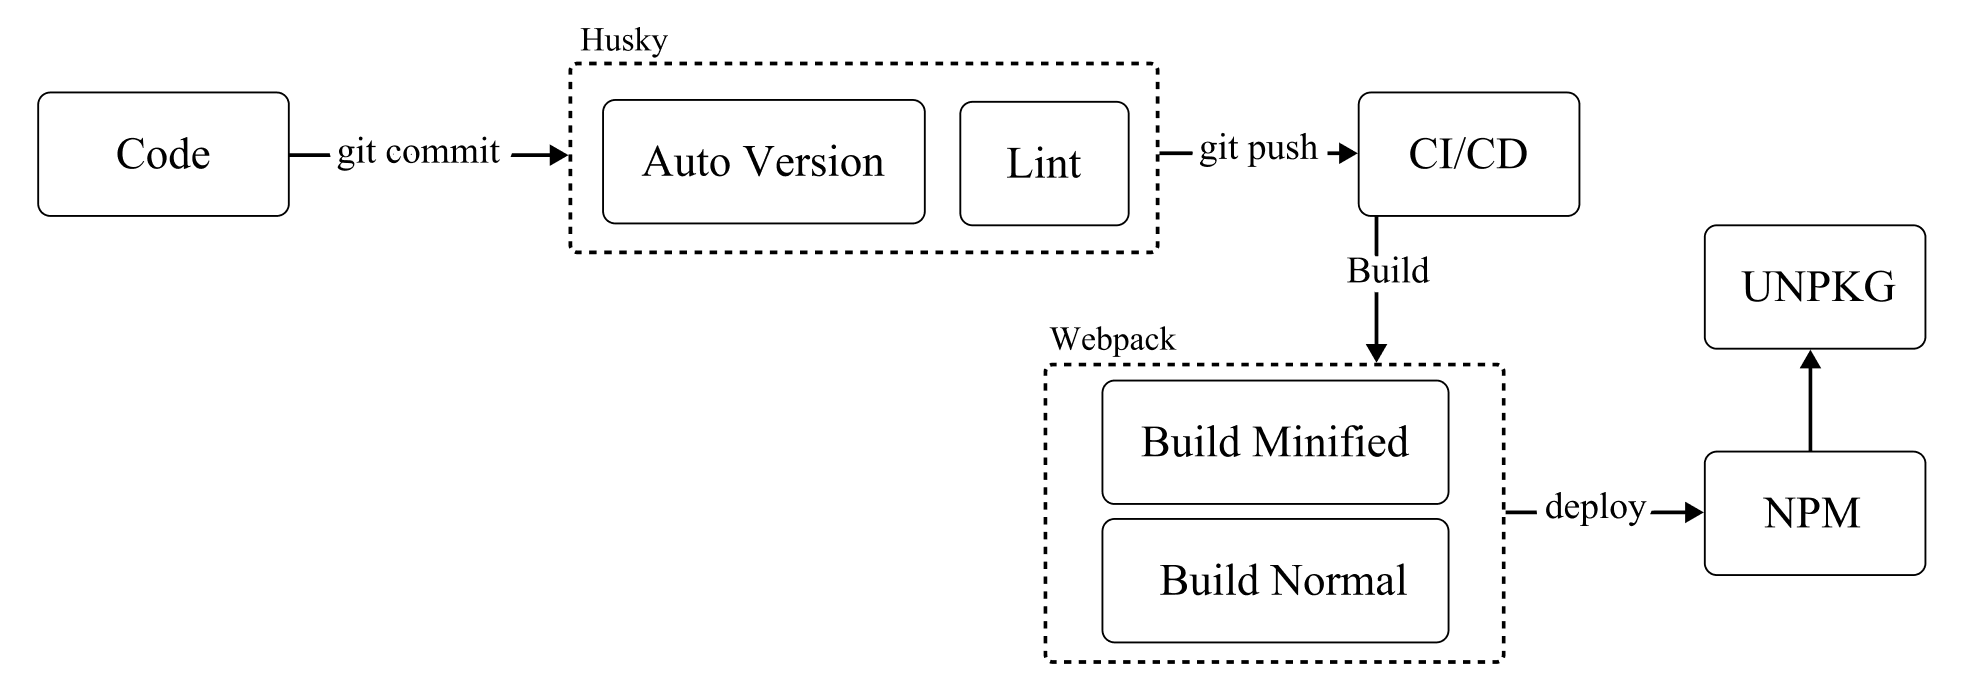 Husky
Code
git commit
Auto Version
Lint
git push
CI/CD
Build
UNPKG
Webpack
Build Minified
deploy
NPM
Build Normal